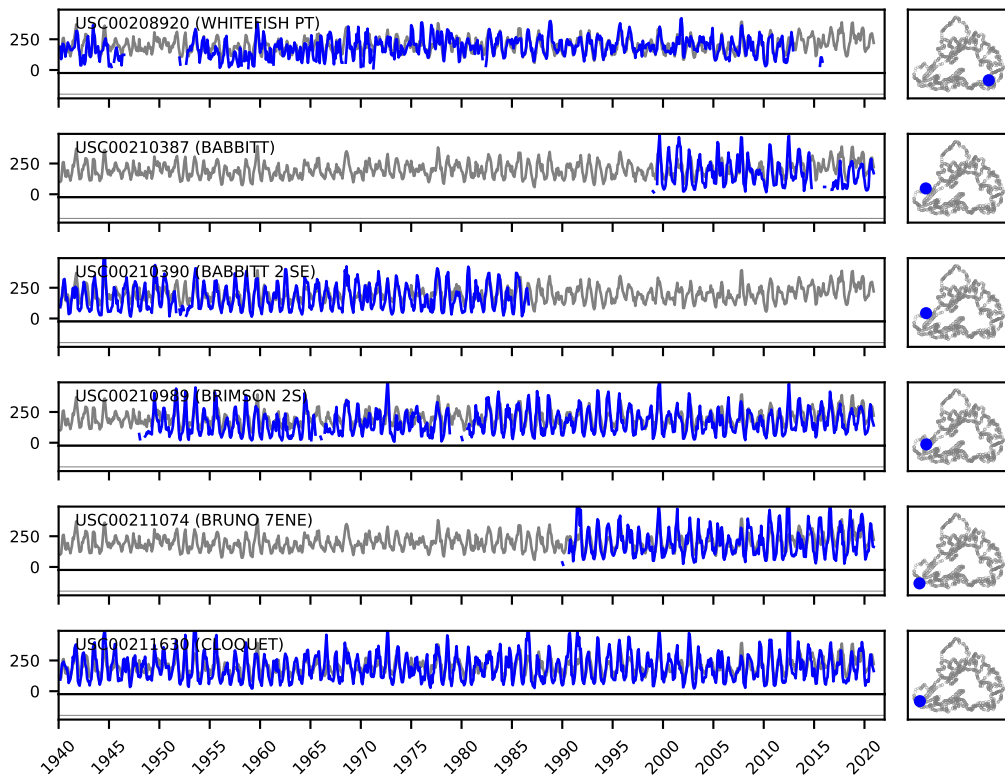 USC00208920 (WHITEFISH PT)
250
0
USC00210387 (BABBITT)
250
0
USC00210390 (BABBITT 2 SE)
250
0
USC00210989 (BRIMSON 2S)
250
0
USC00211074 (BRUNO 7ENE)
250
0
USC00211630 (CLOQUET)
250
0
1940 1945 1950 1955 1960 1965 1970 1975 1980 1985 1990 1995 2000 2005 2010 2015 2020